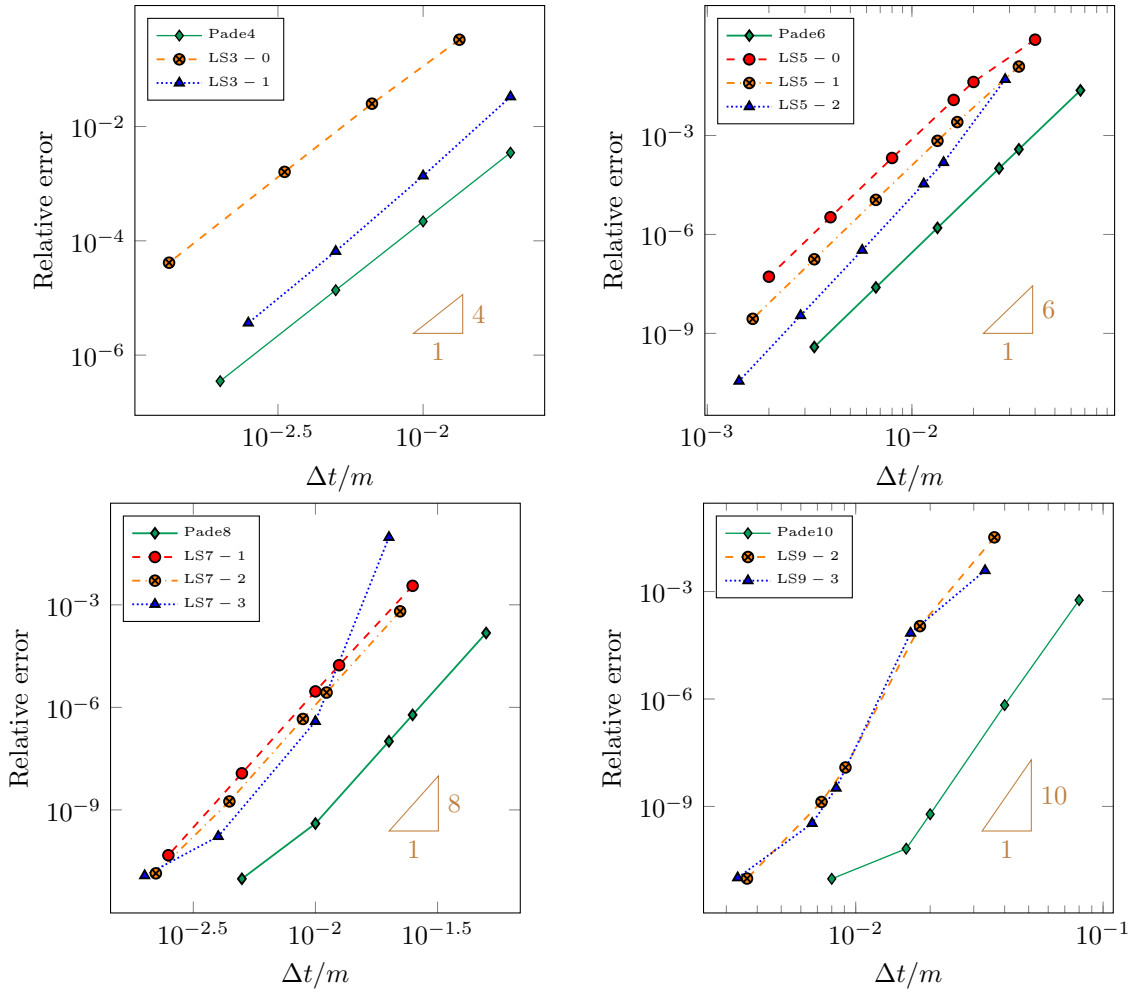 Pade4
LS3 − 0
LS3 − 1
Relative error
10⁻²
10⁻⁴
10⁻⁶
4
1
10⁻²·⁵
10⁻²
Δt/m
Pade6
LS5 − 0
LS5 − 1
LS5 − 2
Relative error
10⁻³
10⁻⁶
10⁻⁹
6
1
10⁻³
10⁻²
Δt/m
Pade8
LS7 − 1
LS7 − 2
LS7 − 3
Relative error
10⁻³
10⁻⁶
10⁻⁹
8
1
10⁻²·⁵
10⁻²
10⁻¹·⁵
Δt/m
Pade10
LS9 − 2
LS9 − 3
Relative error
10⁻³
10⁻⁶
10⁻⁹
10
1
10⁻²
10⁻¹
Δt/m